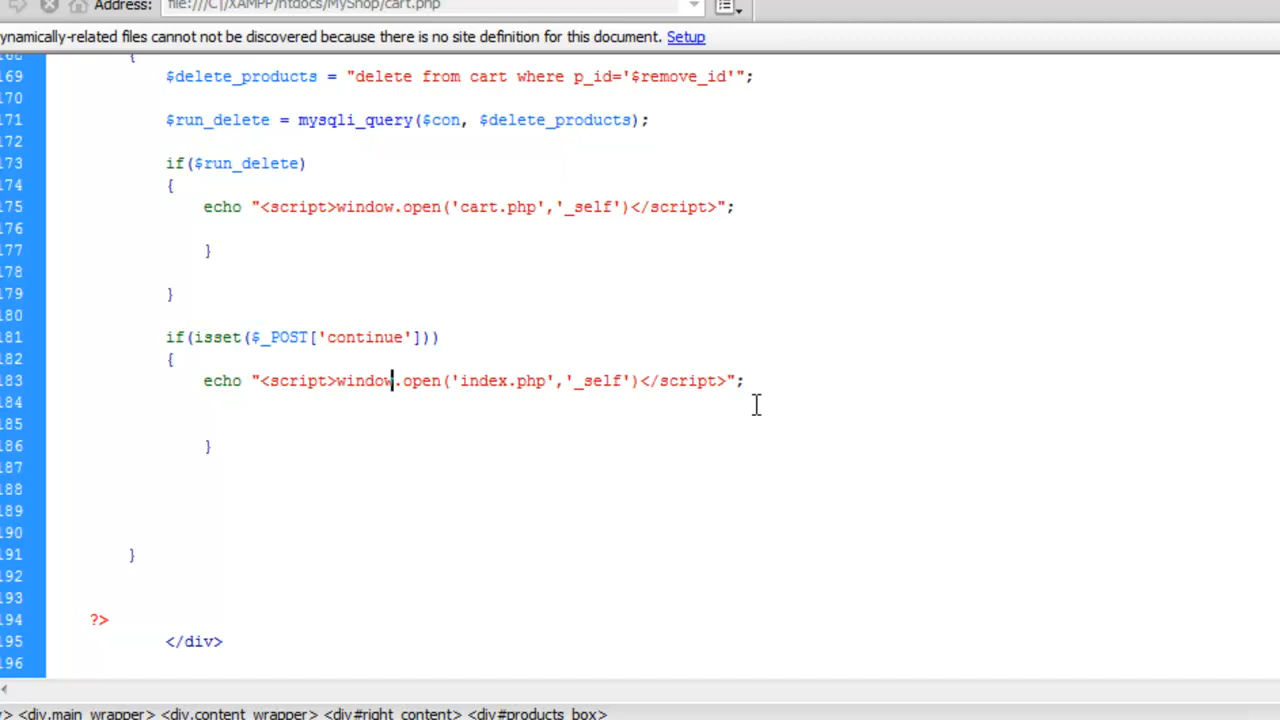 Address: file:///C|/XAMPP/htdocs/MyShop/cart.php
ynamically-related files cannot not be discovered because there is no site definition for this document. Setup
168 {
169 $delete_products = "delete from cart where p_id='$remove_id'";
170
171 $run_delete = mysqli_query($con, $delete_products);
172
173 if($run_delete)
174 {
175 echo "<script>window.open('cart.php','_self')</script>";
176
177 }
178
179 }
180
181 if(isset($_POST['continue']))
182 {
183 echo "<script>window.open('index.php','_self')</script>";
184
185
186 }
187
188
189
190
191 }
192
193
194 ?>
195 </div>
196
> <div.main_wrapper> <div.content_wrapper> <div#right_content> <div#products_box>